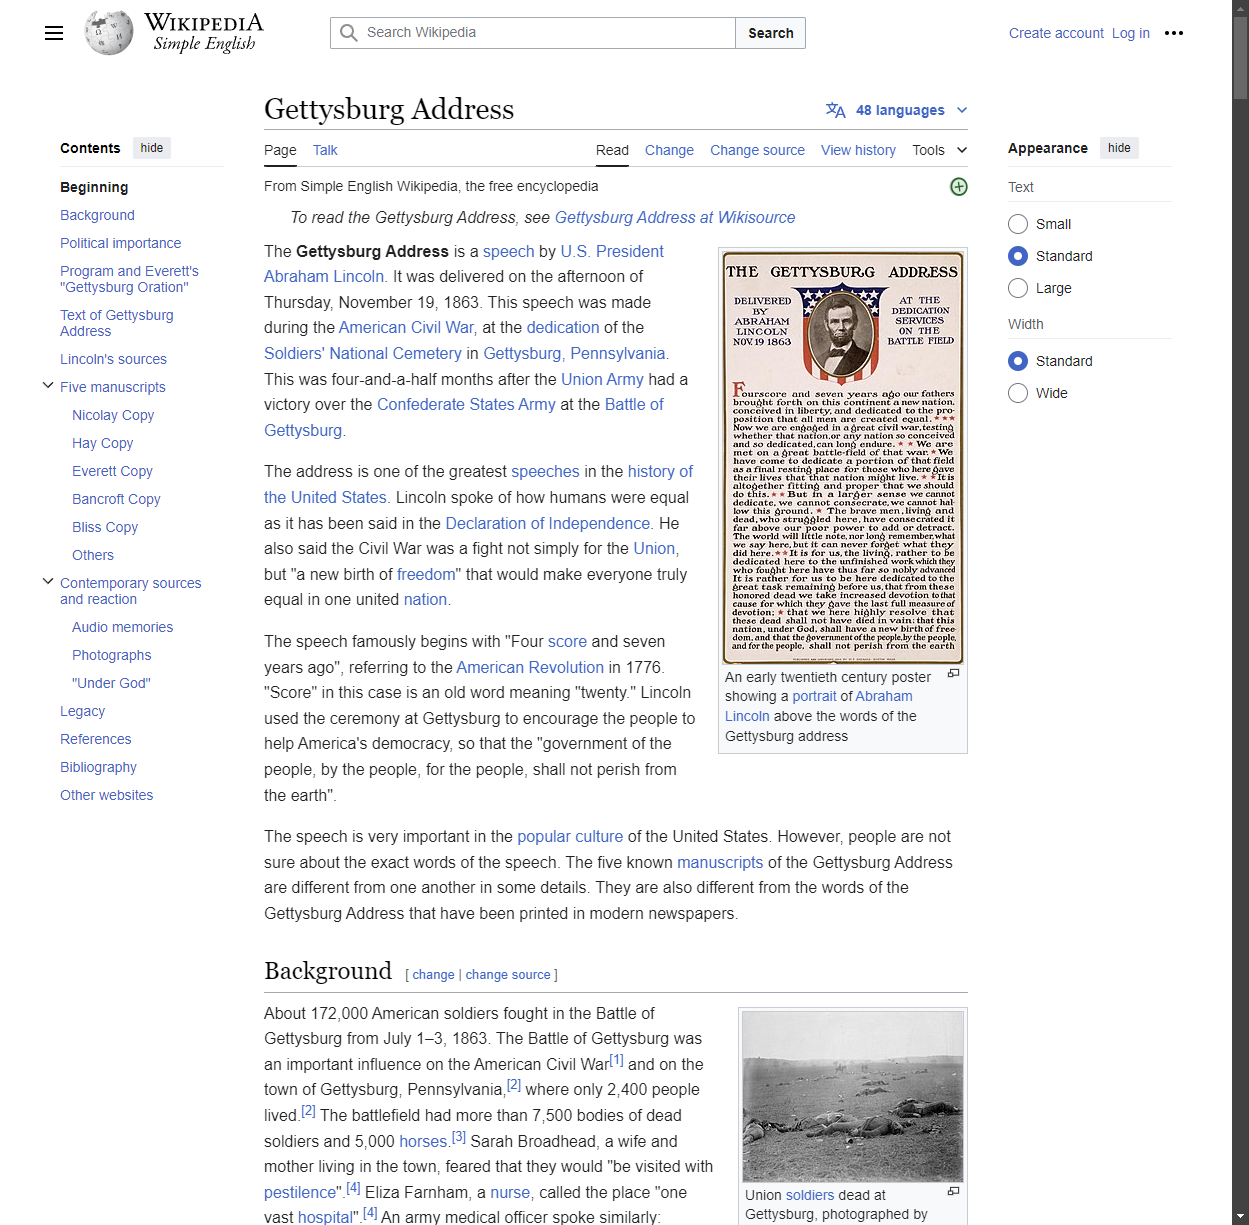 WIKIPEDIA
Simple English
Search Wikipedia
Search
Create account
Log in
Gettysburg Address
48 languages
Contents
hide
Beginning
Background
Political importance
Program and Everett's
"Gettysburg Oration"
Text of Gettysburg
Address
Lincoln's sources
Five manuscripts
Nicolay Copy
Hay Copy
Everett Copy
Bancroft Copy
Bliss Copy
Others
Contemporary sources
and reaction
Audio memories
Photographs
"Under God"
Legacy
References
Bibliography
Other websites
Page
Talk
Read
Change
Change source
View history
Tools
From Simple English Wikipedia, the free encyclopedia
To read the Gettysburg Address, see Gettysburg Address at Wikisource
The Gettysburg Address is a speech by U.S. President
Abraham Lincoln. It was delivered on the afternoon of
Thursday, November 19, 1863. This speech was made
during the American Civil War, at the dedication of the
Soldiers' National Cemetery in Gettysburg, Pennsylvania.
This was four-and-a-half months after the Union Army had a
victory over the Confederate States Army at the Battle of
Gettysburg.
The address is one of the greatest speeches in the history of
the United States. Lincoln spoke of how humans were equal
as it has been said in the Declaration of Independence. He
also said the Civil War was a fight not simply for the Union,
but "a new birth of freedom" that would make everyone truly
equal in one united nation.
The speech famously begins with "Four score and seven
years ago", referring to the American Revolution in 1776.
"Score" in this case is an old word meaning "twenty." Lincoln
used the ceremony at Gettysburg to encourage the people to
help America's democracy, so that the "government of the
people, by the people, for the people, shall not perish from
the earth".
The speech is very important in the popular culture of the United States. However, people are not
sure about the exact words of the speech. The five known manuscripts of the Gettysburg Address
are different from one another in some details. They are also different from the words of the
Gettysburg Address that have been printed in modern newspapers.
THE GETTYSBURG ADDRESS
DELIVERED
BY
ABRAHAM
LINCOLN
NOV. 19 1863
AT THE
DEDICATION
SERVICES
ON THE
BATTLE FIELD
Fourscore and seven years ago our fathers
brought forth on this continent a new nation,
conceived in liberty, and dedicated to the pro-
position that all men are created equal. ★ ★ ★
Now we are engaged in a great civil war, testing
whether that nation, or any nation so conceived
and so dedicated, can long endure. ★ ★ We are
met on a great battle-field of that war. ★ We
have come to dedicate a portion of that field
as a final resting place for those who here gave
their lives that that nation might live. ★ ★ It is
altogether fitting and proper that we should
do this. ★ ★ But in a larger sense we cannot
dedicate, we cannot consecrate, we cannot hal-
low this ground. ★ The brave men, living and
dead, who struggled here, have consecrated it
far above our poor power to add or detract.
The world will little note, nor long remember, what
we say here, but it can never forget what they
did here. ★ ★ It is for us, the living, rather to be
dedicated here to the unfinished work which they
who fought here have thus far so nobly advanced
It is rather for us to be here dedicated to the
great task remaining before us, that from these
honored dead we take increased devotion to that
cause for which they gave the last full measure of
devotion; ★ that we here highly resolve that
these dead shall not have died in vain: that this
nation, under God, shall have a new birth of free-
dom, and that the government of the people, by the people,
and for the people, shall not perish from the earth
An early twentieth century poster
showing a portrait of Abraham
Lincoln above the words of the
Gettysburg address
Background [ change | change source ]
About 172,000 American soldiers fought in the Battle of
Gettysburg from July 1–3, 1863. The Battle of Gettysburg was
an important influence on the American Civil War[1] and on the
town of Gettysburg, Pennsylvania,[2] where only 2,400 people
lived.[2] The battlefield had more than 7,500 bodies of dead
soldiers and 5,000 horses.[3] Sarah Broadhead, a wife and
mother living in the town, feared that they would "be visited with
pestilence".[4] Eliza Farnham, a nurse, called the place "one
vast hospital".[4] An army medical officer spoke similarly:
Union soldiers dead at
Gettysburg, photographed by
Appearance
hide
Text
Small
Standard
Large
Width
Standard
Wide